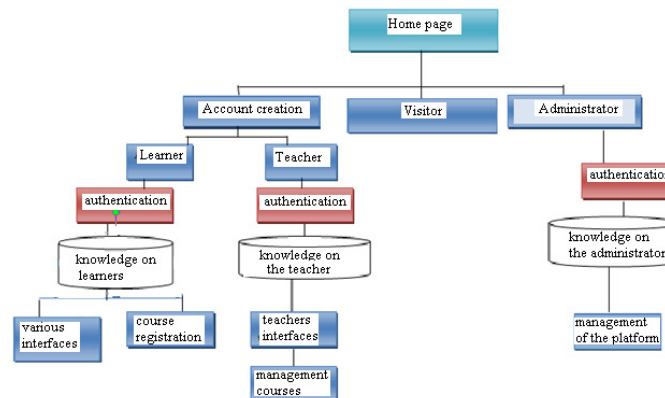 Home page
Account creation
Visitor
Administrator
Learner
Teacher
authentication
authentication
authentication
knowledge on
learners
knowledge on
the teacher
knowledge on
the administrator
various
interfaces
course
registration
teachers
interfaces
management
of the platform
management
courses